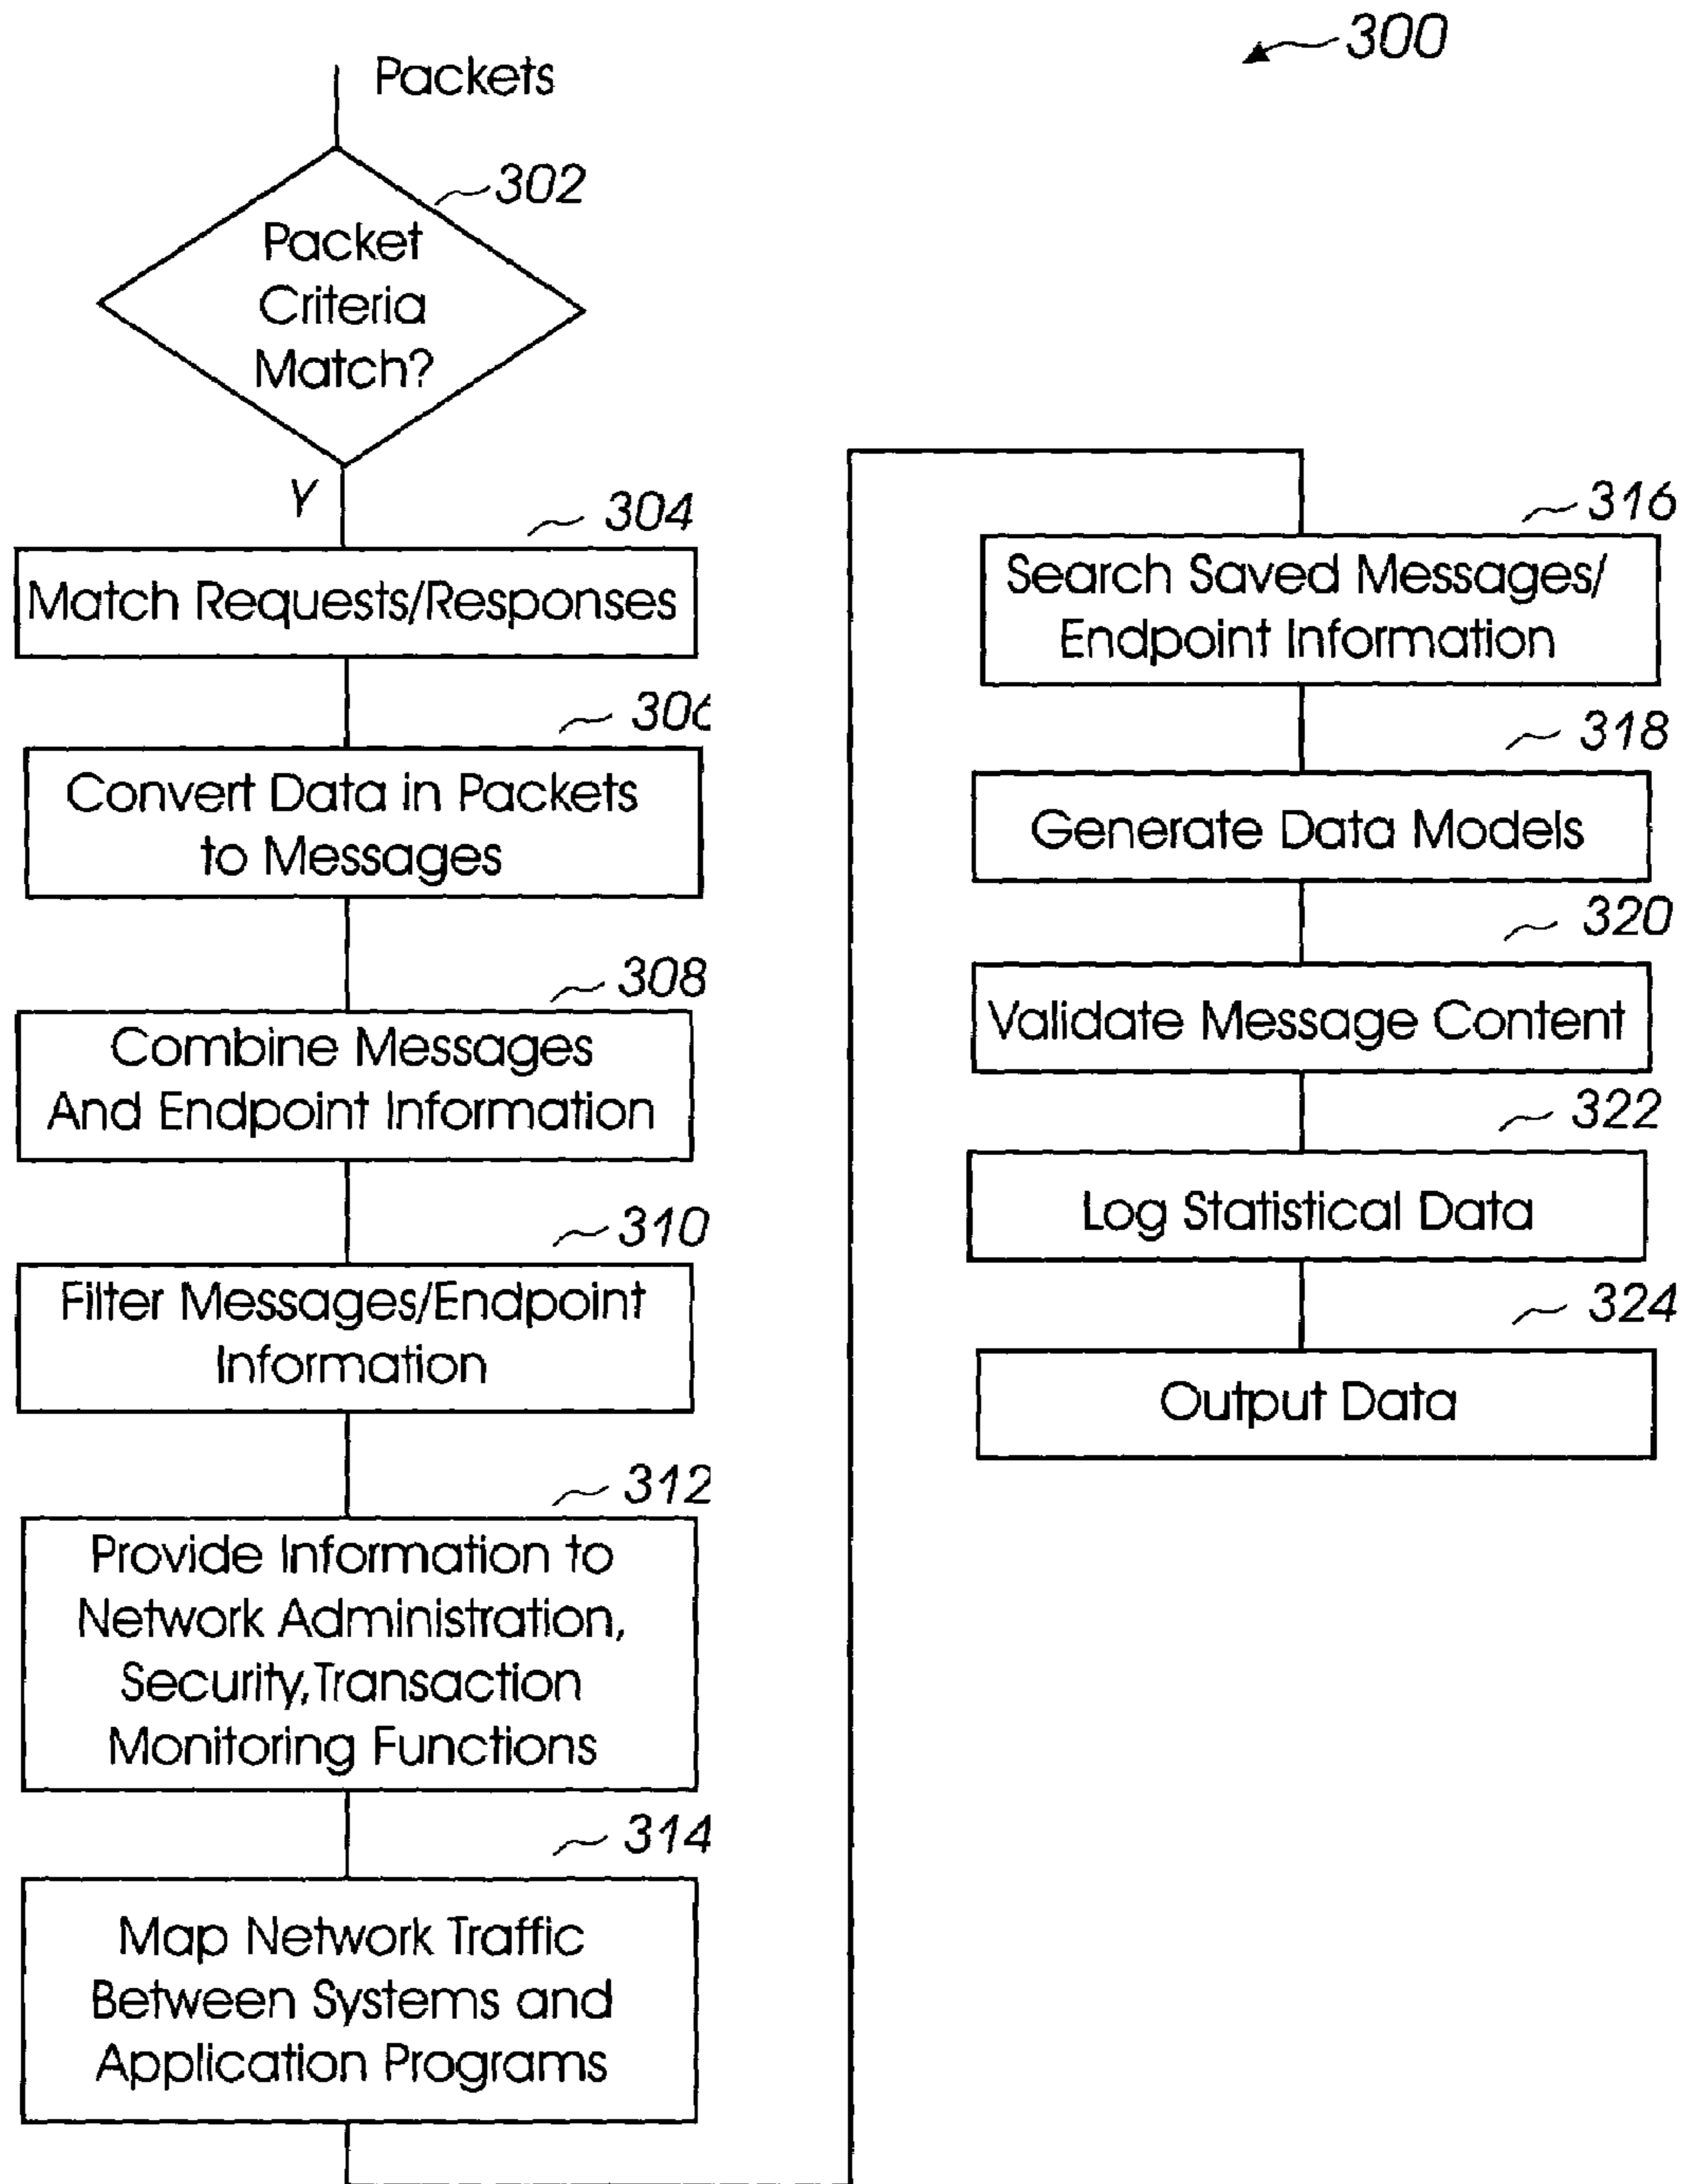 300
Packets
302
Packet
Criteria
Match?
Y
304
Match Requests/Responses
306
Convert Data in Packets
to Messages
308
Combine Messages
And Endpoint Information
310
Filter Messages/Endpoint
Information
312
Provide Information to
Network Administration,
Security,Transaction
Monitoring Functions
314
Map Network Traffic
Between Systems and
Application Programs
316
Search Saved Messages/
Endpoint Information
318
Generate Data Models
320
Validate Message Content
322
Log Statistical Data
324
Output Data